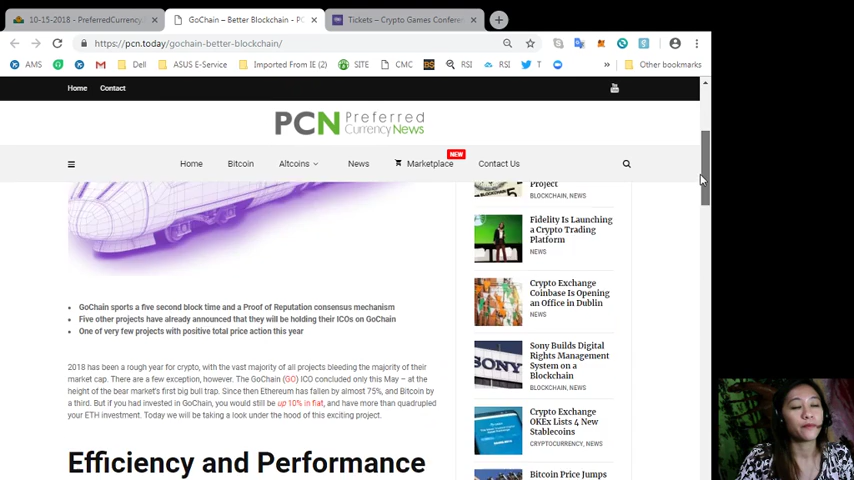 10-15-2018 - PreferredCurrency
GoChain – Better Blockchain - PC
Tickets – Crypto Games Confere
https://pcn.today/gochain-better-blockchain/
AMS
Dell
ASUS E-Service
Imported From IE (2)
SITE
CMC
BS
RSI
RSI
T
»
Other bookmarks
Home
Contact
PCN Preferred
Currency News
NEW
Home
Bitcoin
Altcoins
News
Marketplace
Contact Us
Project
BLOCKCHAIN, NEWS
Fidelity Is Launching
a Crypto Trading
Platform
NEWS
Crypto Exchange
Coinbase Is Opening
an Office in Dublin
NEWS
Sony Builds Digital
Rights Management
System on a
Blockchain
BLOCKCHAIN, NEWS
SONY
Crypto Exchange
OKEx Lists 4 New
Stablecoins
CRYPTOCURRENCY, NEWS
Bitcoin Price Jumps
• GoChain sports a five second block time and a Proof of Reputation consensus mechanism
• Five other projects have already announced that they will be holding their ICOs on GoChain
• One of very few projects with positive total price action this year
2018 has been a rough year for crypto, with the vast majority of all projects bleeding the majority of their
market cap. There are a few exception, however. The GoChain (GO) ICO concluded only this May – at the
height of the bear market's first big bull trap. Since then Ethereum has fallen by almost 75%, and Bitcoin by
a third. But if you had invested in GoChain, you would still be up 10% in fiat, and have more than quadrupled
your ETH investment. Today we will be taking a look under the hood of this exciting project.
Efficiency and Performance